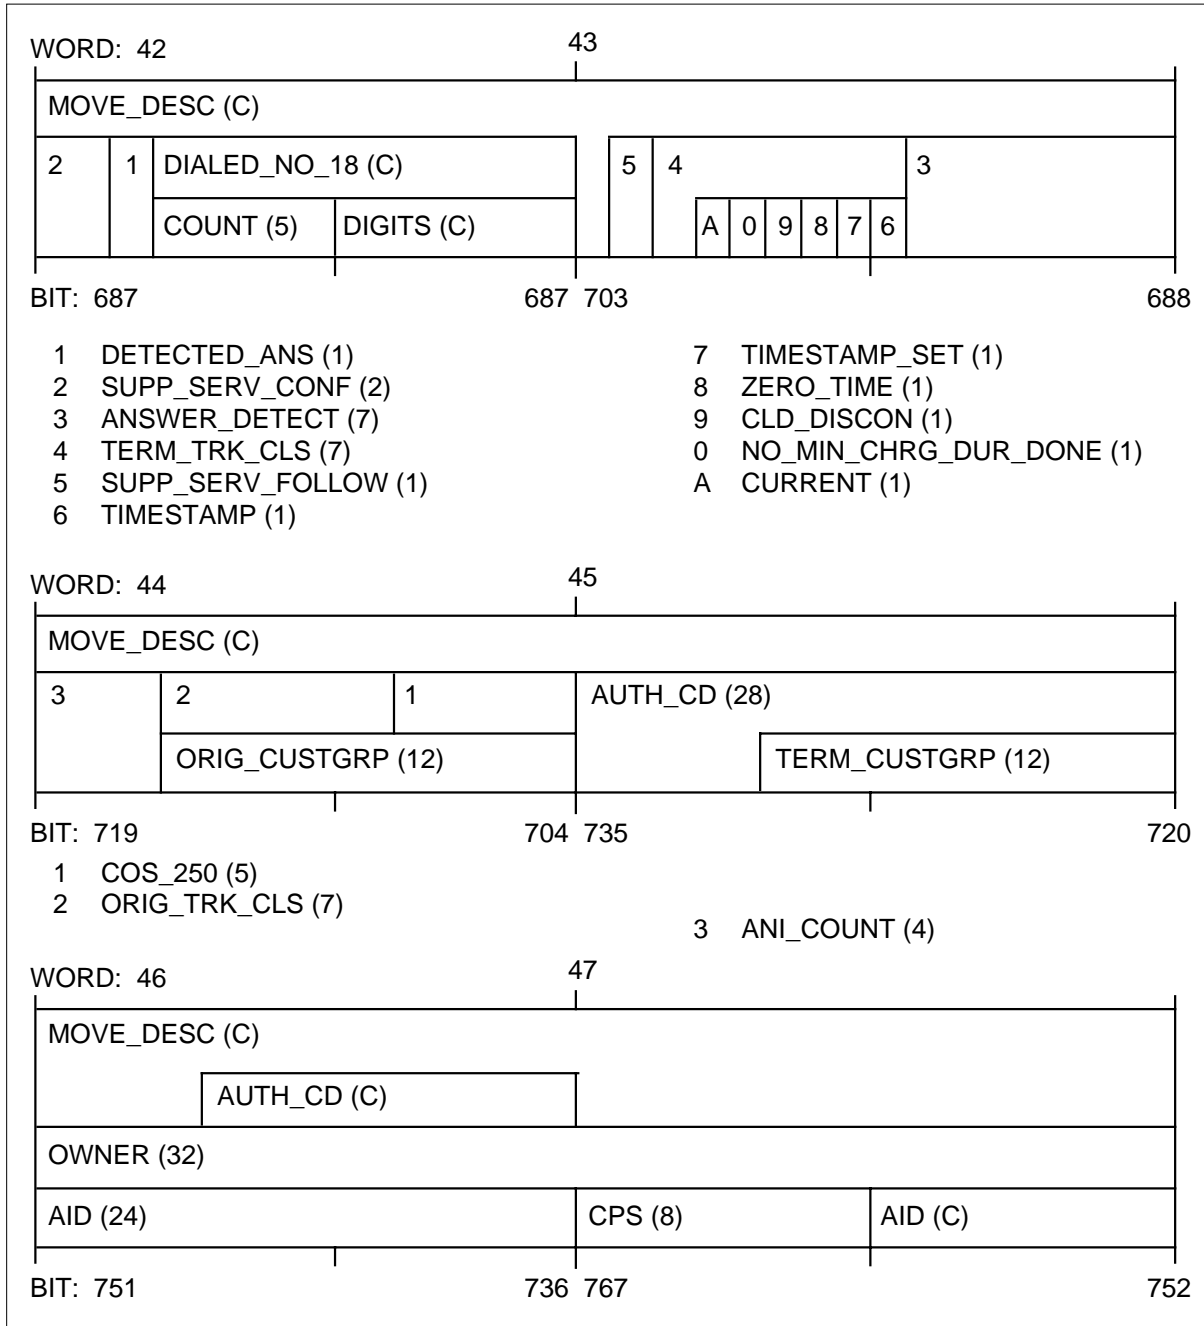 WORD: 42 43
MOVE_DESC (C)
2 1 DIALED_NO_18 (C) 5 4 3
COUNT (5) DIGITS (C) A 0 9 8 7 6
BIT: 687 687 703 688
1 DETECTED_ANS (1) 7 TIMESTAMP_SET (1)
2 SUPP_SERV_CONF (2) 8 ZERO_TIME (1)
3 ANSWER_DETECT (7) 9 CLD_DISCON (1)
4 TERM_TRK_CLS (7) 0 NO_MIN_CHRG_DUR_DONE (1)
5 SUPP_SERV_FOLLOW (1) A CURRENT (1)
6 TIMESTAMP (1)
WORD: 44 45
MOVE_DESC (C)
3 2 1 AUTH_CD (28)
ORIG_CUSTGRP (12) TERM_CUSTGRP (12)
BIT: 719 704 735 720
1 COS_250 (5)
2 ORIG_TRK_CLS (7)
3 ANI_COUNT (4)
WORD: 46 47
MOVE_DESC (C)
AUTH_CD (C)
OWNER (32)
AID (24) CPS (8) AID (C)
BIT: 751 736 767 752